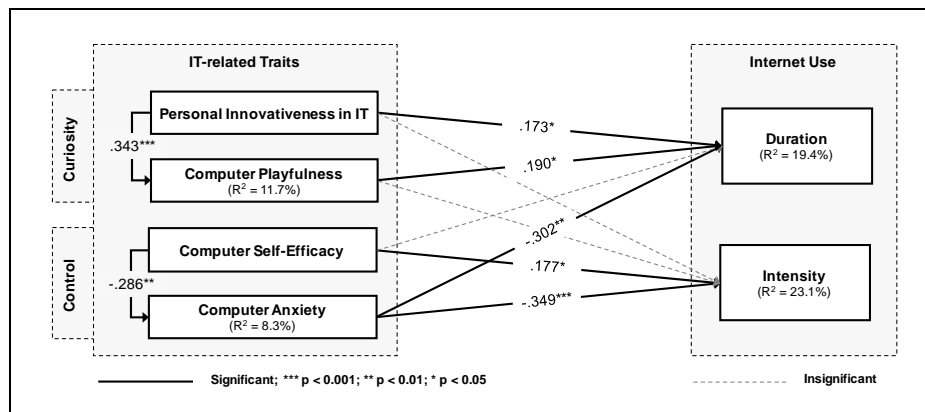 IT-related Traits
Internet Use
Curiosity
Personal Innovativeness in IT
.343***
Computer Playfulness
(R² = 11.7%)
Control
Computer Self-Efficacy
-.286**
Computer Anxiety
(R² = 8.3%)
.173*
.190*
-.302**
.177*
-.349***
Duration
(R² = 19.4%)
Intensity
(R² = 23.1%)
Significant; *** p < 0.001; ** p < 0.01; * p < 0.05
Insignificant